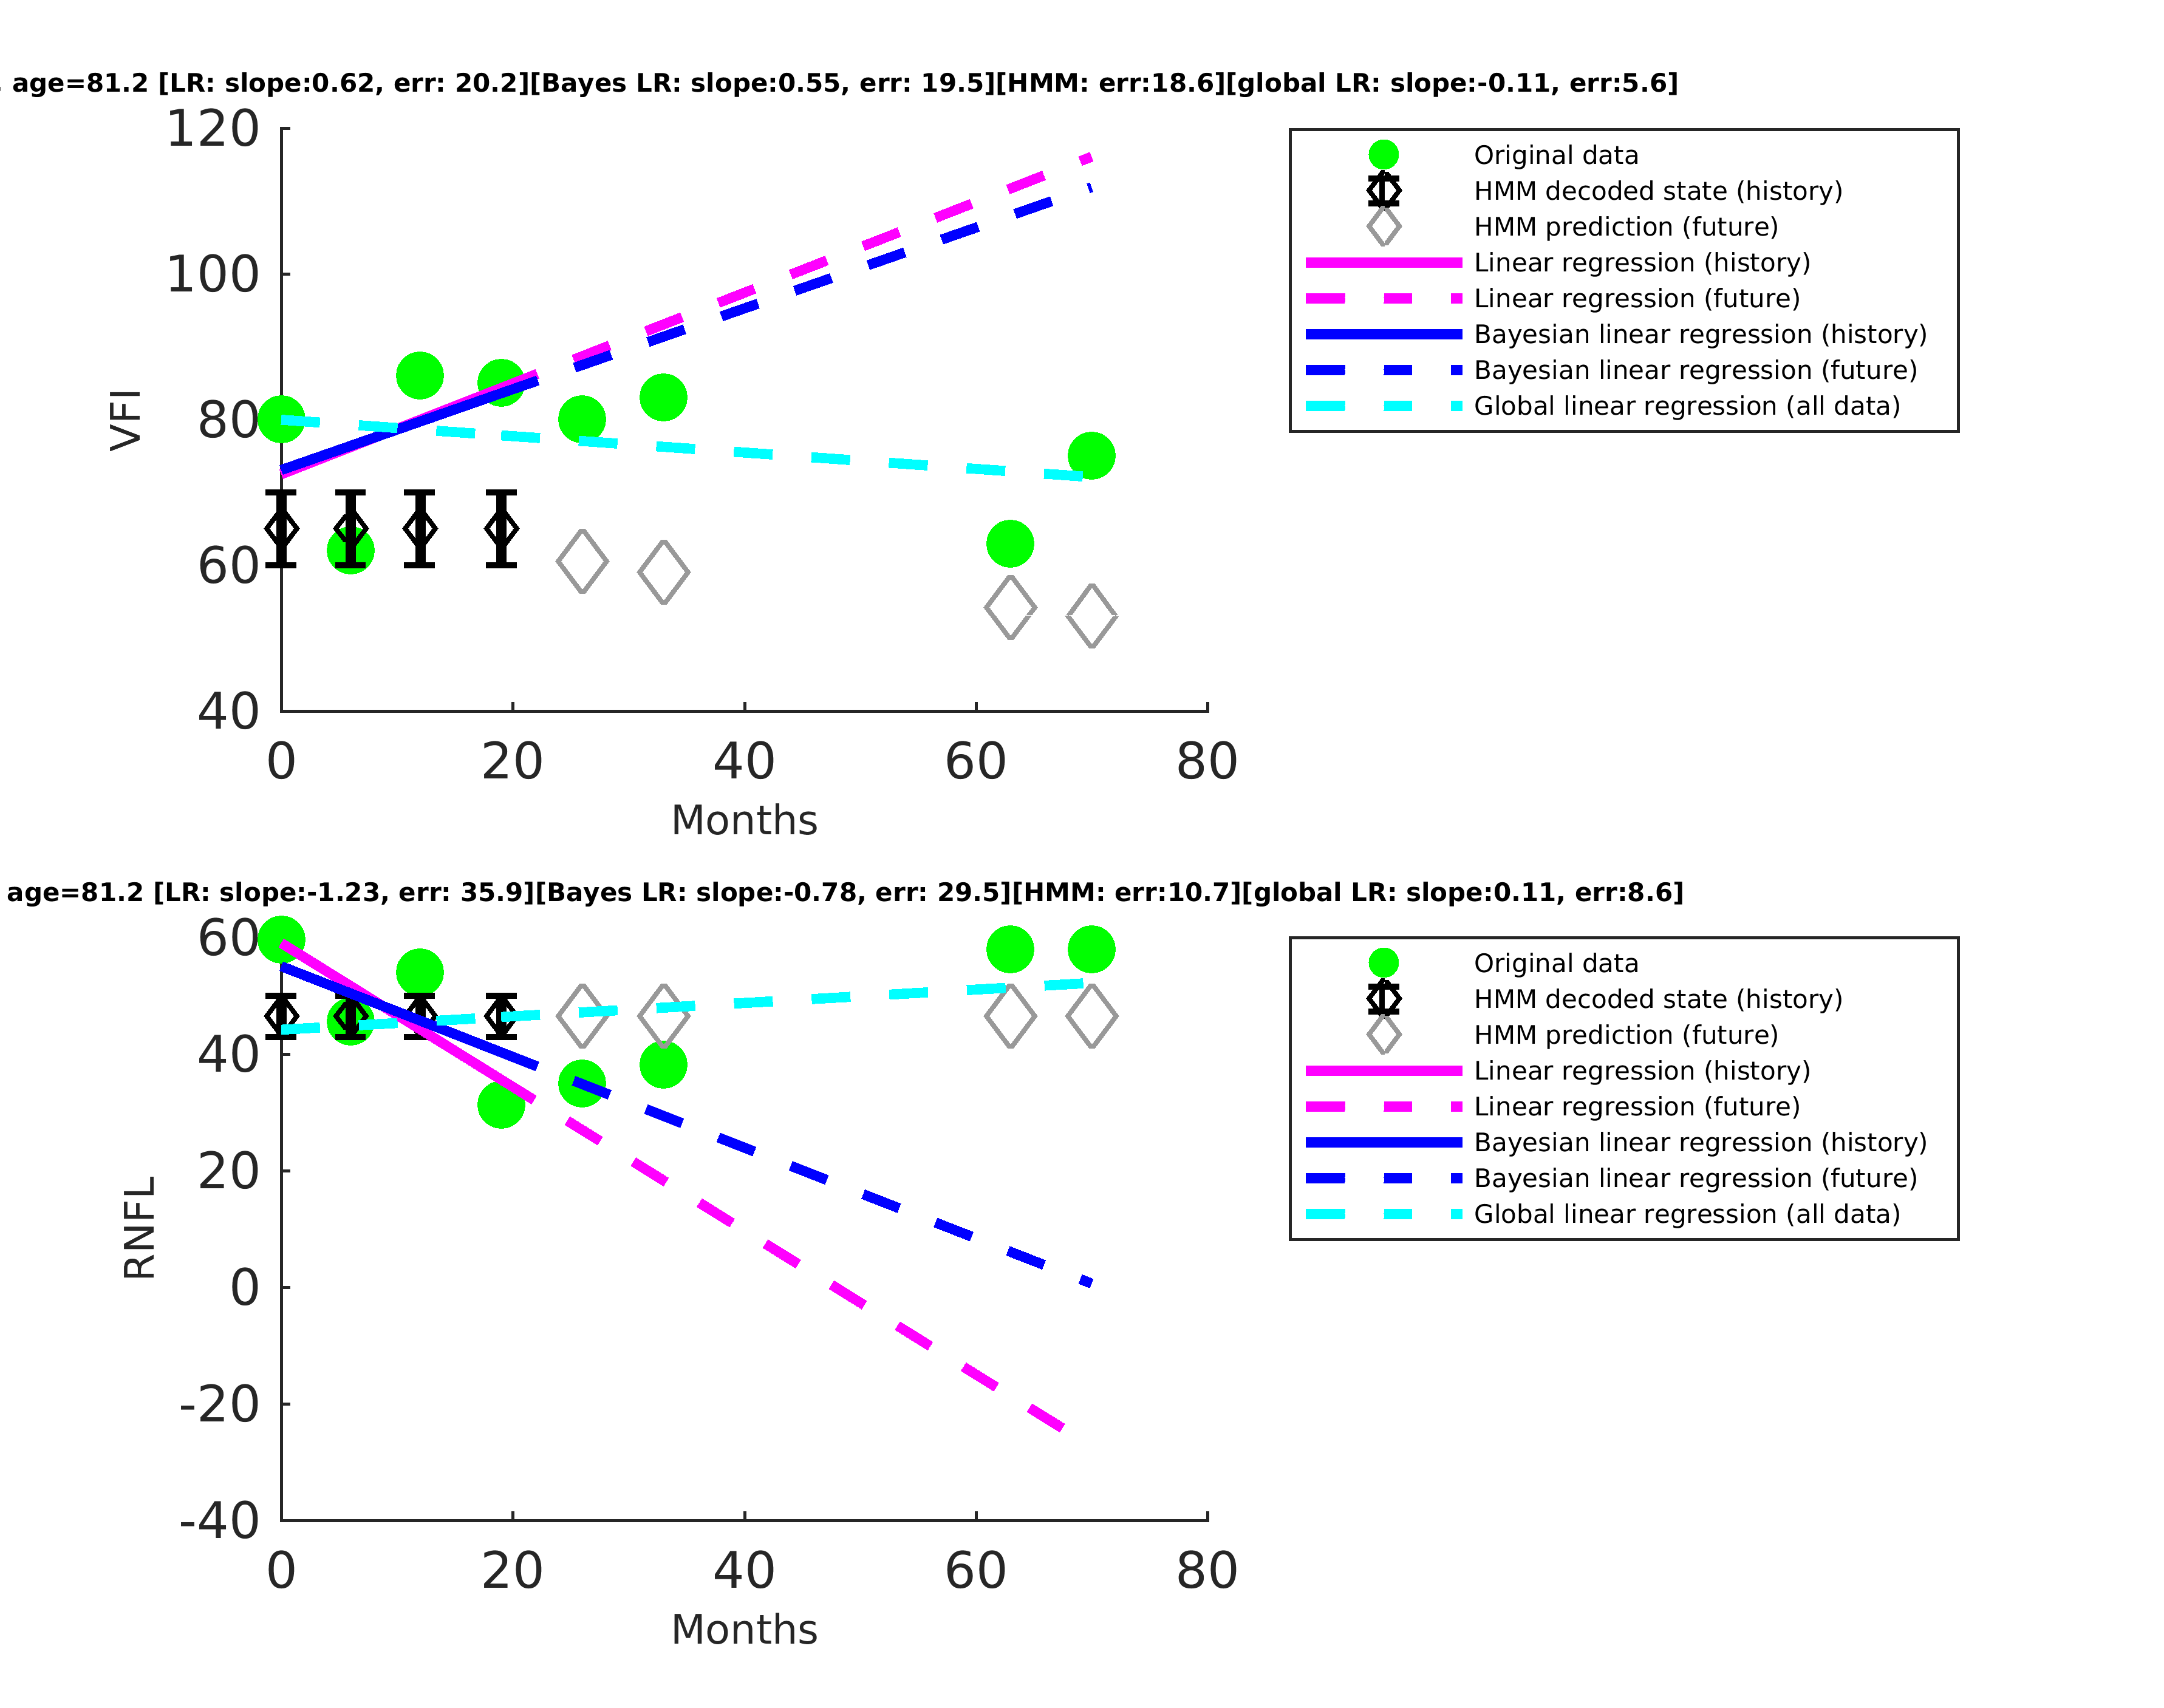 age=81.2 [LR: slope:0.62, err: 20.2][Bayes LR: slope:0.55, err: 19.5][HMM: err:18.6][global LR: slope:-0.11, err:5.6]
120
100
80
60
40
VFI
0 20 40 60 80
Months
Original data
HMM decoded state (history)
HMM prediction (future)
Linear regression (history)
Linear regression (future)
Bayesian linear regression (history)
Bayesian linear regression (future)
Global linear regression (all data)
age=81.2 [LR: slope:-1.23, err: 35.9][Bayes LR: slope:-0.78, err: 29.5][HMM: err:10.7][global LR: slope:0.11, err:8.6]
60
40
20
0
-20
-40
RNFL
0 20 40 60 80
Months
Original data
HMM decoded state (history)
HMM prediction (future)
Linear regression (history)
Linear regression (future)
Bayesian linear regression (history)
Bayesian linear regression (future)
Global linear regression (all data)